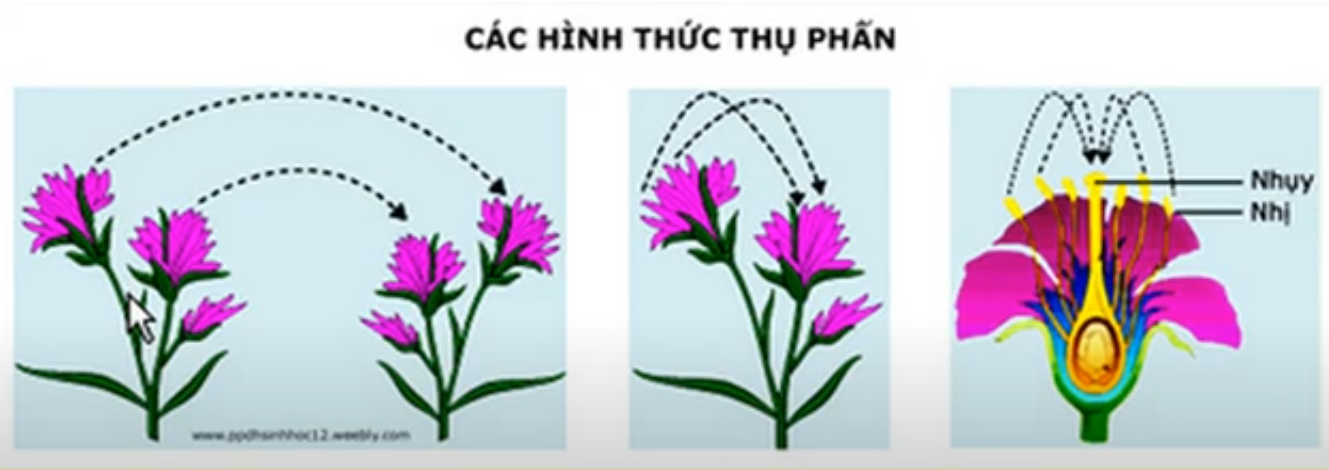 CÁC HÌNH THỨC THỤ PHẤN
Nhụy
Nhị
www.ppdhsinhhoc12.weebly.com